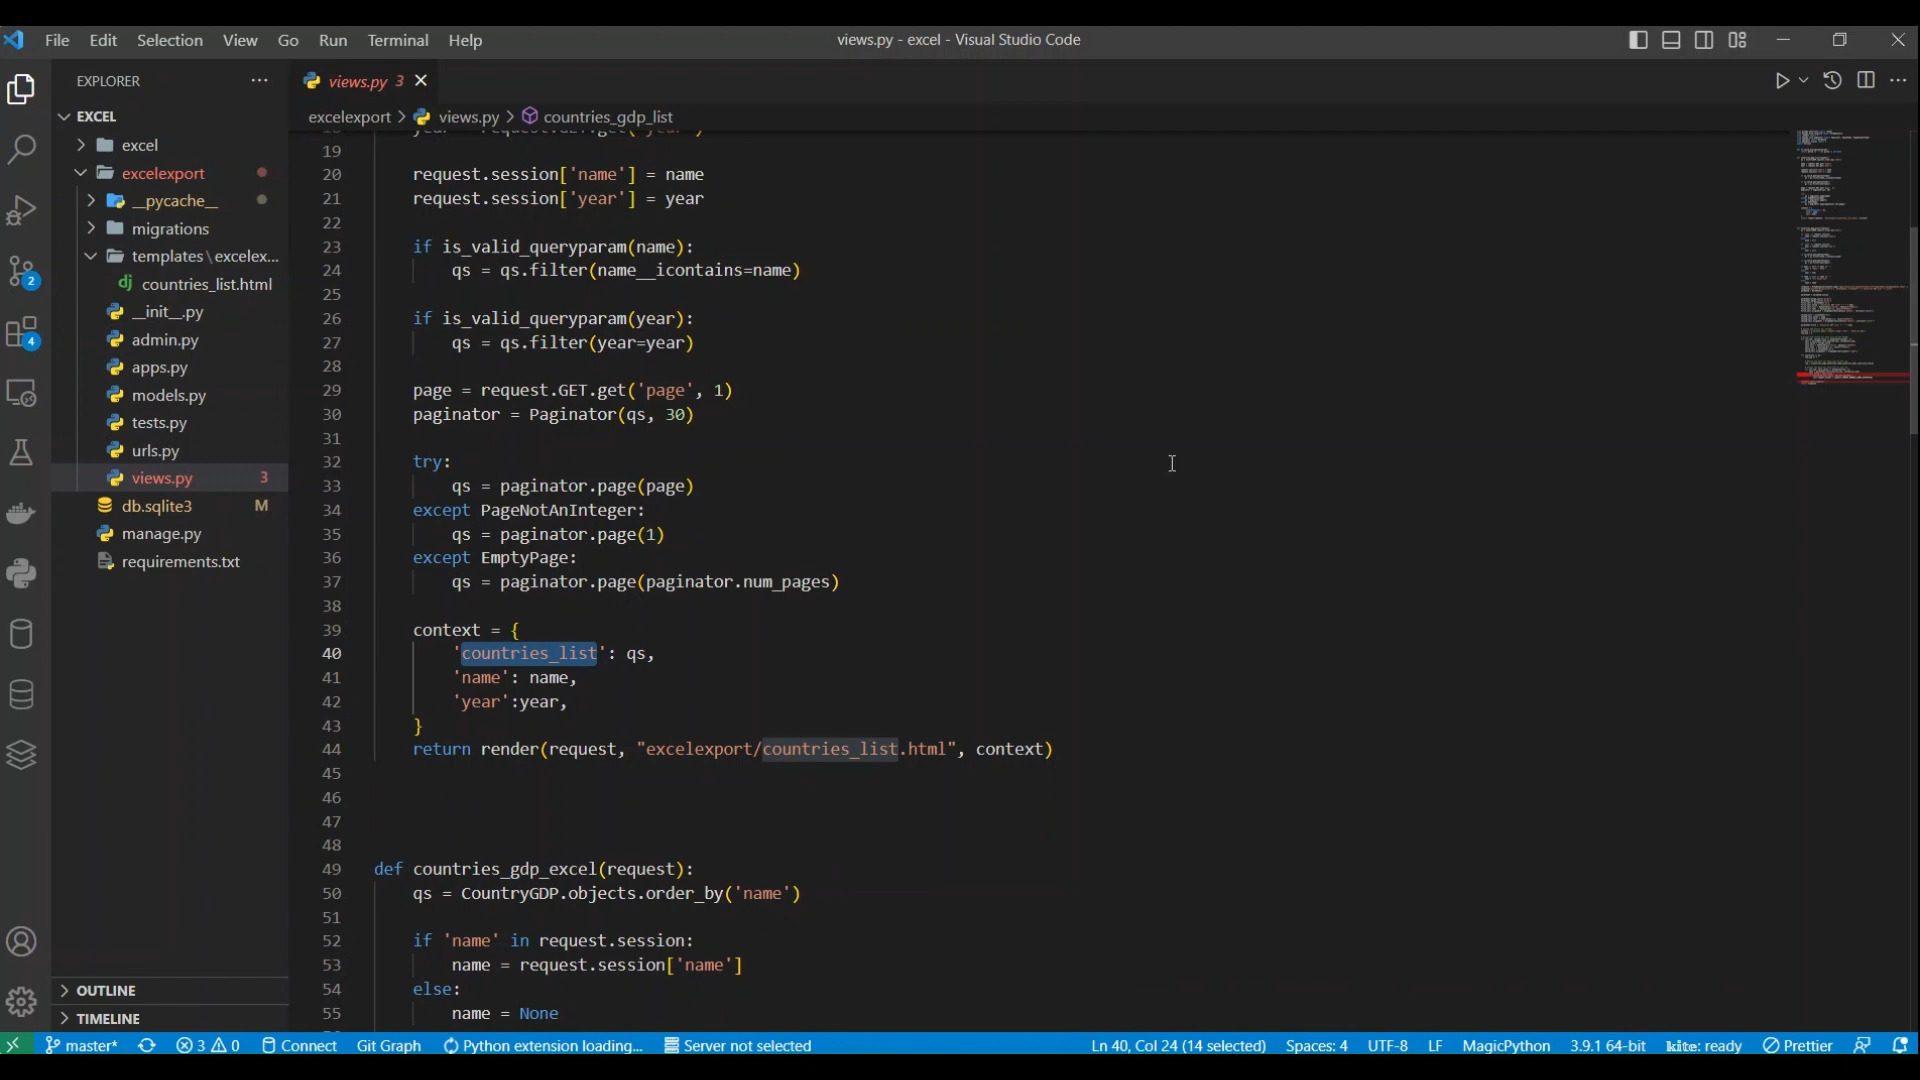 File Edit Selection View Go Run Terminal Help
views.py - excel - Visual Studio Code
EXPLORER
EXCEL
excel
excelexport
__pycache__
migrations
templates\excelex...
countries_list.html
__init__.py
admin.py
apps.py
models.py
tests.py
urls.py
views.py 3
db.sqlite3 M
manage.py
requirements.txt
OUTLINE
TIMELINE
2
4
views.py 3
excelexport > views.py > countries_gdp_list
18 year = request.GET.get('year')
19
20 request.session['name'] = name
21 request.session['year'] = year
22
23 if is_valid_queryparam(name):
24 qs = qs.filter(name__icontains=name)
25
26 if is_valid_queryparam(year):
27 qs = qs.filter(year=year)
28
29 page = request.GET.get('page', 1)
30 paginator = Paginator(qs, 30)
31
32 try:
33 qs = paginator.page(page)
34 except PageNotAnInteger:
35 qs = paginator.page(1)
36 except EmptyPage:
37 qs = paginator.page(paginator.num_pages)
38
39 context = {
40 'countries_list': qs,
41 'name': name,
42 'year':year,
43 }
44 return render(request, "excelexport/countries_list.html", context)
45
46
47
48
49 def countries_gdp_excel(request):
50 qs = CountryGDP.objects.order_by('name')
51
52 if 'name' in request.session:
53 name = request.session['name']
54 else:
55 name = None
master* 3 0 Connect Git Graph Python extension loading... Server not selected Ln 40, Col 24 (14 selected) Spaces: 4 UTF-8 LF MagicPython 3.9.1 64-bit kite: ready Prettier